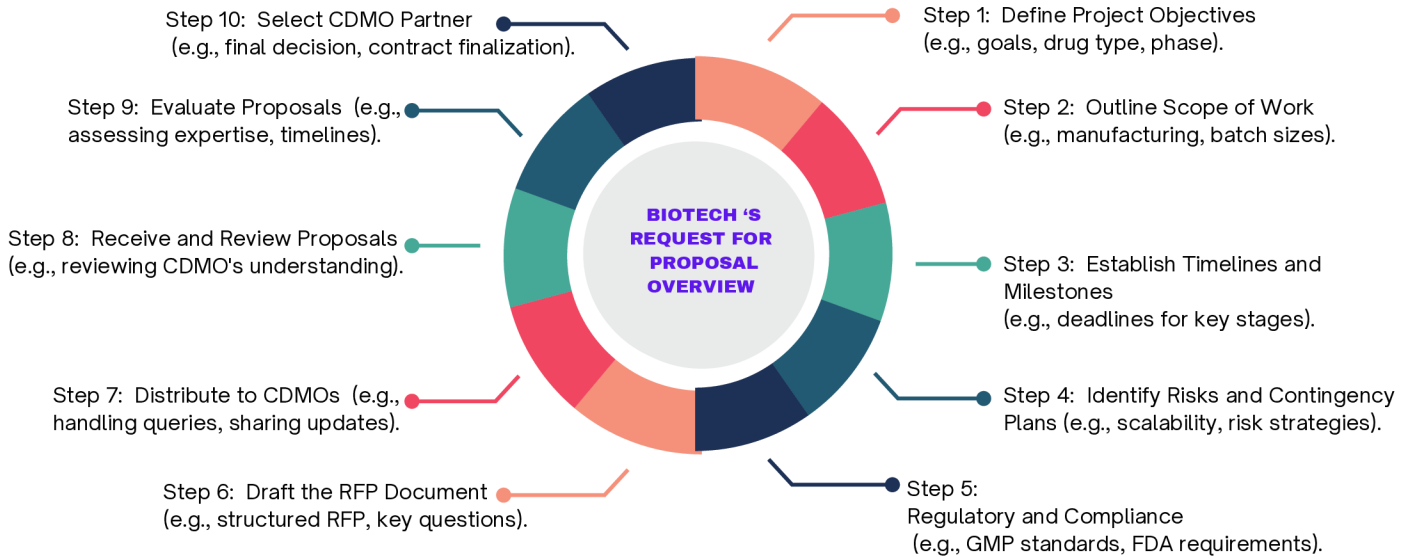 Step 1: Define Project Objectives
(e.g., goals, drug type, phase).
Step 2: Outline Scope of Work
(e.g., manufacturing, batch sizes).
Step 3: Establish Timelines and
Milestones
(e.g., deadlines for key stages).
Step 4: Identify Risks and Contingency
Plans (e.g., scalability, risk strategies).
Step 5:
Regulatory and Compliance
(e.g., GMP standards, FDA requirements).
Step 6: Draft the RFP Document
(e.g., structured RFP, key questions).
Step 7: Distribute to CDMOs (e.g.,
handling queries, sharing updates).
Step 8: Receive and Review Proposals
(e.g., reviewing CDMO's understanding).
Step 9: Evaluate Proposals (e.g.,
assessing expertise, timelines).
Step 10: Select CDMO Partner
(e.g., final decision, contract finalization).
BIOTECH ‘S
REQUEST FOR
PROPOSAL
OVERVIEW